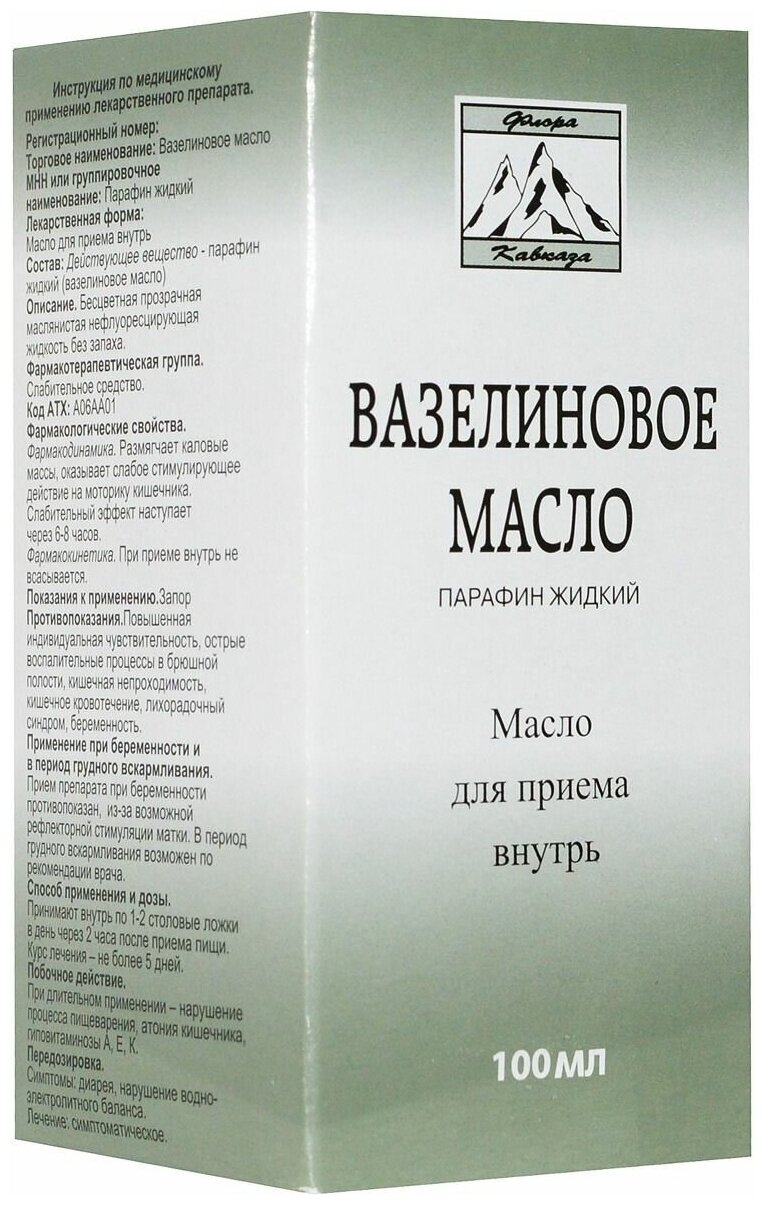 Инструкция по медицинскому
применению лекарственного препарата.
Регистрационный номер:
Торговое наименование: Вазелиновое масло
МНН или группировочное
наименование: Парафин жидкий
Лекарственная форма:
Масло для приема внутрь
Состав: Действующее вещество - парафин
жидкий (вазелиновое масло)
Описание. Бесцветная прозрачная
маслянистая нефлуоресцирующая
жидкость без запаха.
Фармакотерапевтическая группа.
Слабительное средство.
Код АТХ: А06АА01
Фармакологические свойства.
Фармакодинамика. Размягчает каловые
массы, оказывает слабое стимулирующее
действие на моторику кишечника.
Слабительный эффект наступает
через 6-8 часов.
Фармакокинетика. При приеме внутрь не
всасывается.
Показания к применению.Запор
Противопоказания.Повышенная
индивидуальная чувствительность, острые
воспалительные процессы в брюшной
полости, кишечная непроходимость,
кишечное кровотечение, лихорадочный
синдром, беременность.
Применение при беременности и
в период грудного вскармливания.
Прием препарата при беременности
противопоказан, из-за возможной
рефлекторной стимуляции матки. В период
грудного вскармливания возможен по
рекомендации врача.
Способ применения и дозы.
Принимают внутрь по 1-2 столовые ложки
в день через 2 часа после приема пищи.
Курс лечения – не более 5 дней.
Побочное действие.
При длительном применении – нарушение
процесса пищеварения, атония кишечника,
гиповитаминозы А, Е, К.
Передозировка.
Симптомы: диарея, нарушение водно-
электролитного баланса.
Лечение: симптоматическое.
Флора
Кавказа
ВАЗЕЛИНОВОЕ
МАСЛО
ПАРАФИН ЖИДКИЙ
Масло
для приема
внутрь
100 МЛ